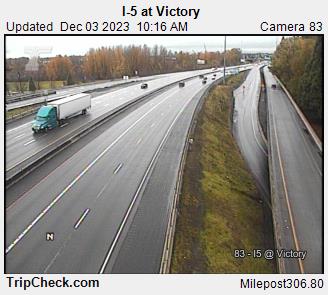 I-5 at Victory
Updated  Dec 03 2023  10:16 AM  Camera 83
N
83 - I5 @ Victory
TripCheck.com  Milepost306.80